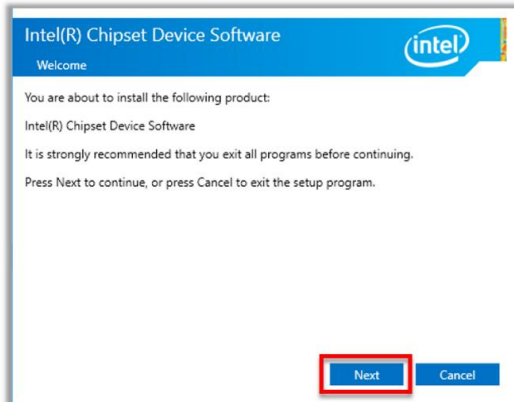 Intel(R) Chipset Device Software
intel
Welcome
You are about to install the following product:
Intel(R) Chipset Device Software
It is strongly recommended that you exit all programs before continuing.
Press Next to continue, or press Cancel to exit the setup program.
Next
Cancel